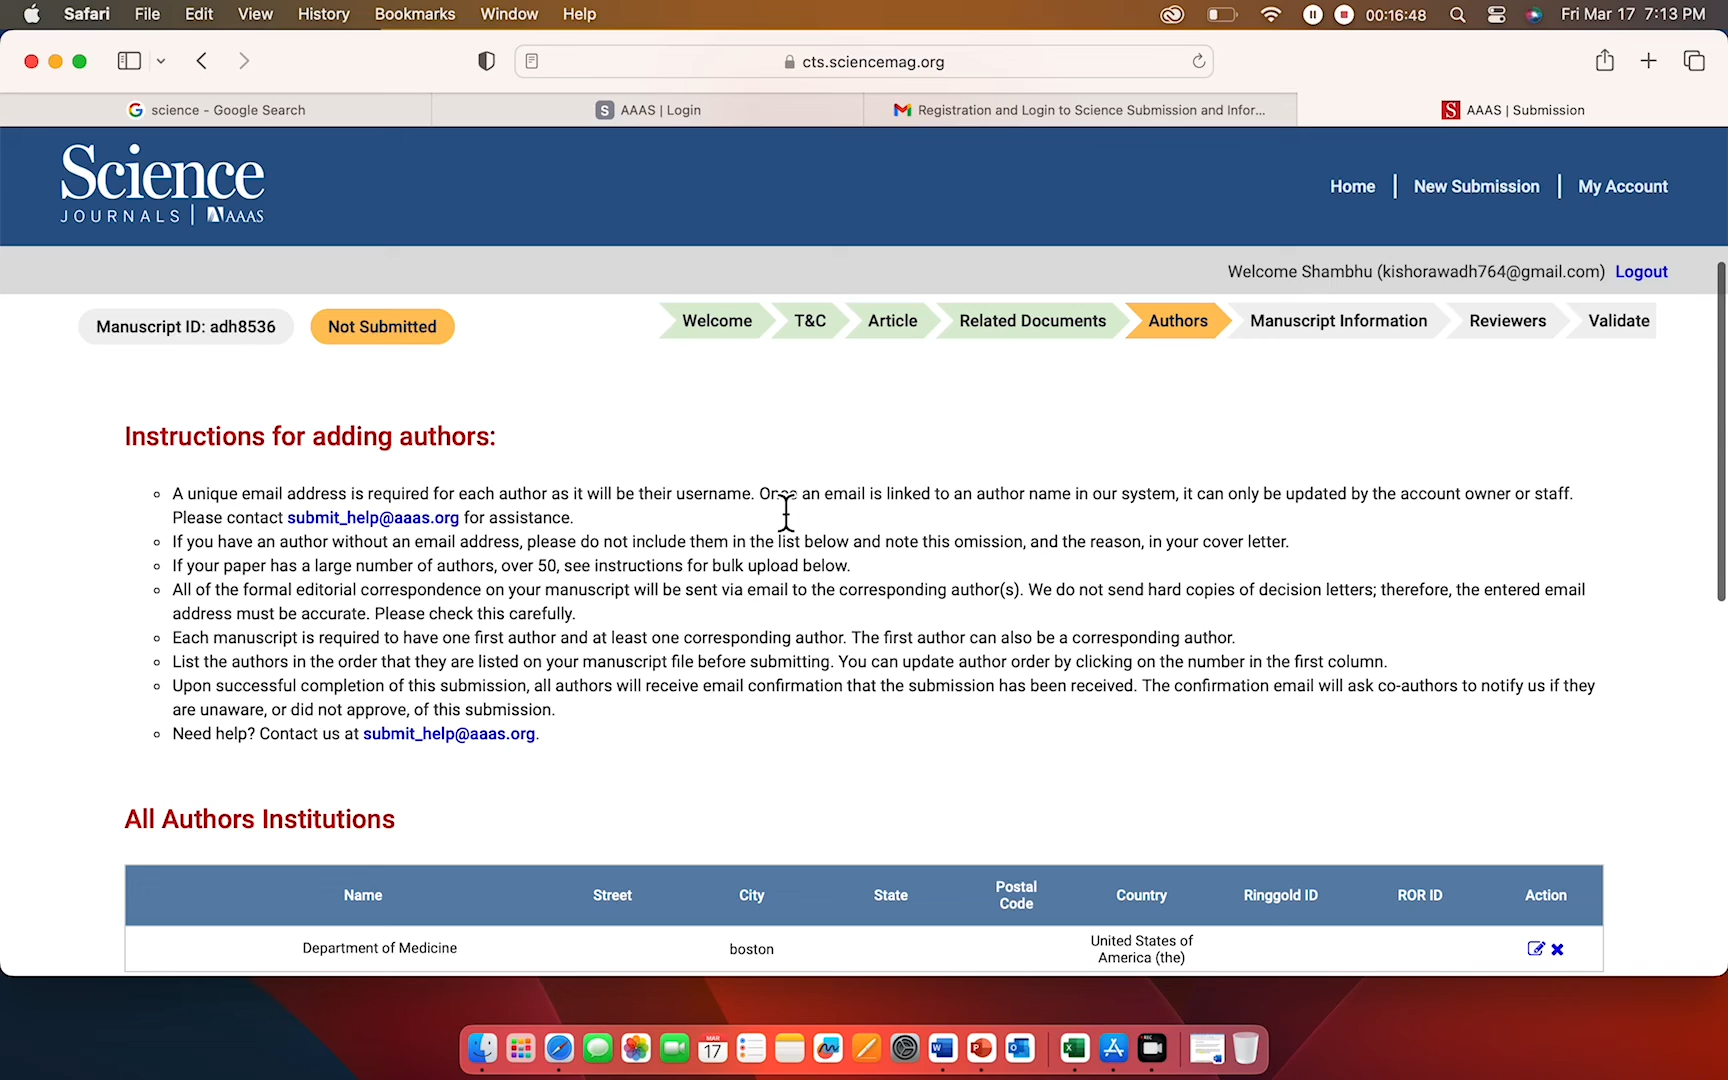 Safari File Edit View History Bookmarks Window Help 00:16:48 Fri Mar 17 7:13 PM
cts.sciencemag.org
science - Google Search
S AAAS | Login
Registration and Login to Science Submission and Infor...
S AAAS | Submission
Science
JOURNALS | AAAS
Home | New Submission | My Account
Welcome Shambhu (kishorawadh764@gmail.com) Logout
Manuscript ID: adh8536 Not Submitted Welcome T&C Article Related Documents Authors Manuscript Information Reviewers Validate
Instructions for adding authors:
A unique email address is required for each author as it will be their username. Once an email is linked to an author name in our system, it can only be updated by the account owner or staff.
Please contact submit_help@aaas.org for assistance.
If you have an author without an email address, please do not include them in the list below and note this omission, and the reason, in your cover letter.
If your paper has a large number of authors, over 50, see instructions for bulk upload below.
All of the formal editorial correspondence on your manuscript will be sent via email to the corresponding author(s). We do not send hard copies of decision letters; therefore, the entered email
address must be accurate. Please check this carefully.
Each manuscript is required to have one first author and at least one corresponding author. The first author can also be a corresponding author.
List the authors in the order that they are listed on your manuscript file before submitting. You can update author order by clicking on the number in the first column.
Upon successful completion of this submission, all authors will receive email confirmation that the submission has been received. The confirmation email will ask co-authors to notify us if they
are unaware, or did not approve, of this submission.
Need help? Contact us at submit_help@aaas.org.
All Authors Institutions
Name Street City State Postal Code Country Ringgold ID ROR ID Action
Department of Medicine boston United States of America (the)
MAR
17